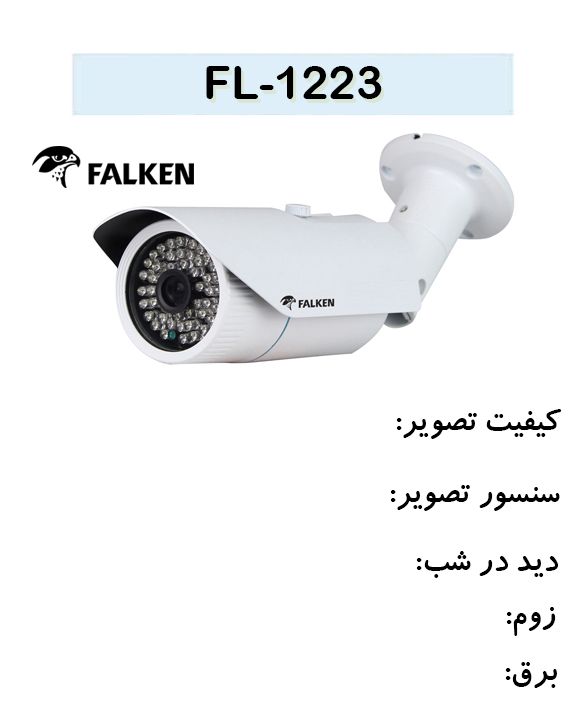 FL-1223
FALKEN
FALKEN
کیفیت تصویر:
سنسور تصویر:
دید در شب:
زوم:
برق: